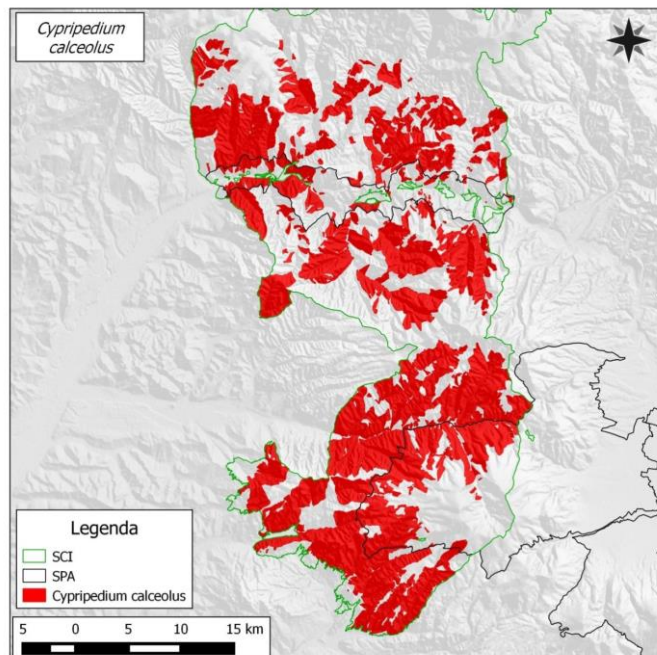 Cypripedium
calceolus
Legenda
SCI
SPA
Cypripedium calceolus
5 0 5 10 15 km